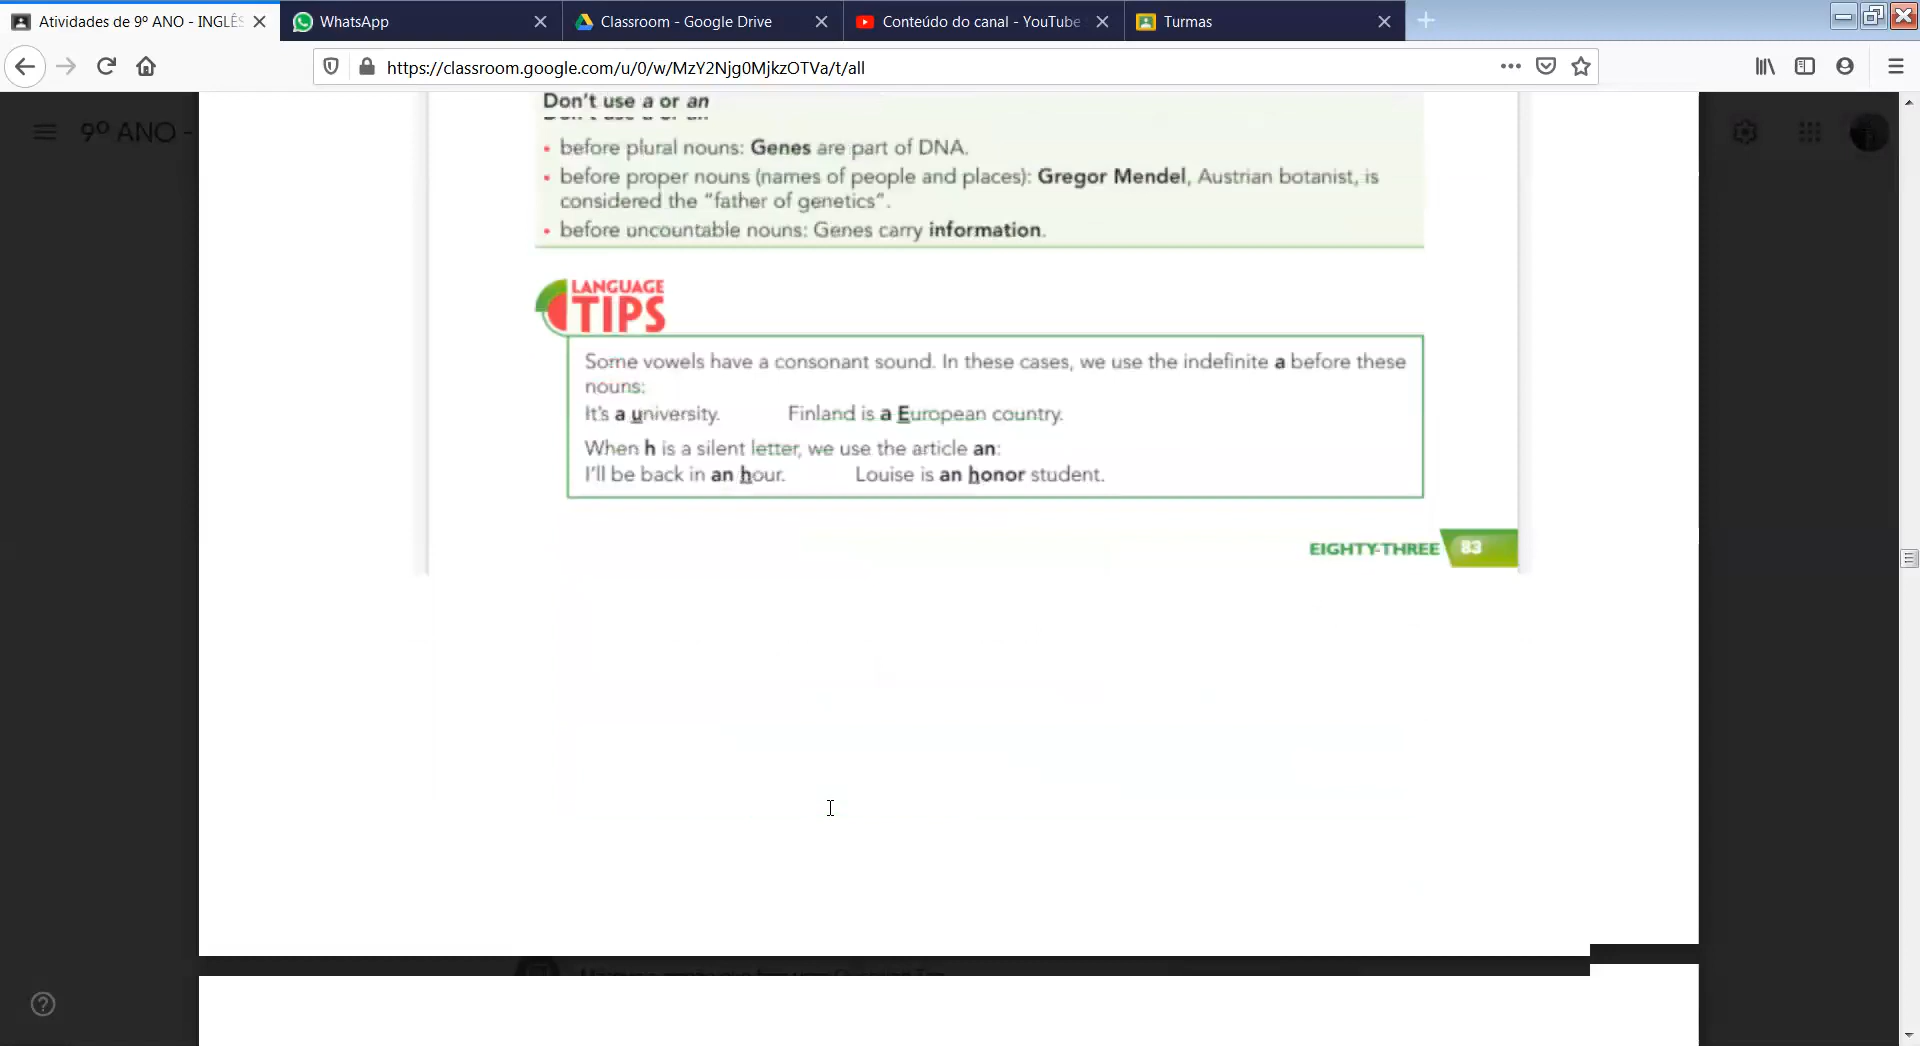 Atividades de 9º ANO - INGLÊS
WhatsApp
Classroom - Google Drive
Conteúdo do canal - YouTube
Turmas
https://classroom.google.com/u/0/w/MzY2Njg0MjkzOTVa/t/all
9º ANO -
Don't use a or an
• before plural nouns: Genes are part of DNA.
• before proper nouns (names of people and places): Gregor Mendel, Austrian botanist, is
considered the "father of genetics".
• before uncountable nouns: Genes carry information.
LANGUAGE
TIPS
Some vowels have a consonant sound. In these cases, we use the indefinite a before these
nouns:
It's a university. Finland is a European country.
When h is a silent letter, we use the article an:
I'll be back in an hour. Louise is an honor student.
EIGHTY-THREE 83